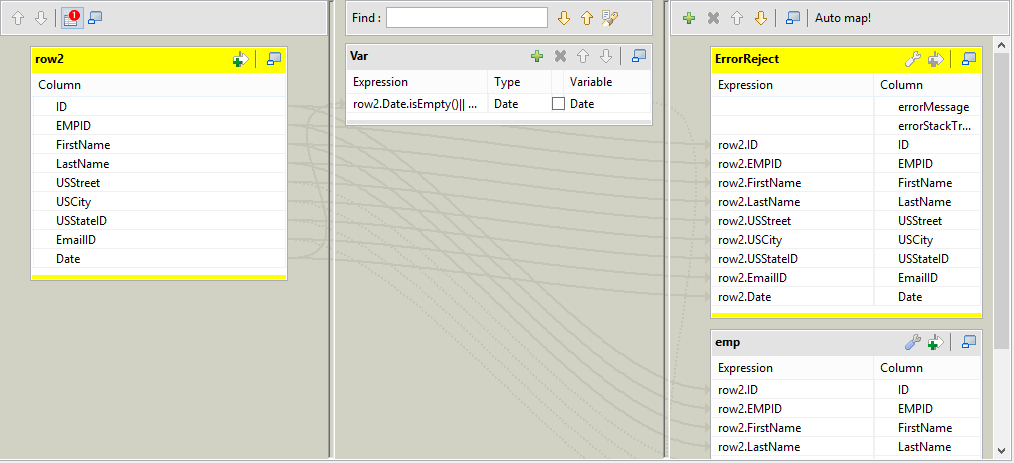 1
Find :
Auto map!
row2
Column
ID
EMPID
FirstName
LastName
USStreet
USCity
USStateID
EmailID
Date
Var
Expression Type Variable
row2.Date.isEmpty()|| ... Date Date
ErrorReject
Expression Column
errorMessage
errorStackTr...
row2.ID ID
row2.EMPID EMPID
row2.FirstName FirstName
row2.LastName LastName
row2.USStreet USStreet
row2.USCity USCity
row2.USStateID USStateID
row2.EmailID EmailID
row2.Date Date
emp
Expression Column
row2.ID ID
row2.EMPID EMPID
row2.FirstName FirstName
row2.LastName LastName